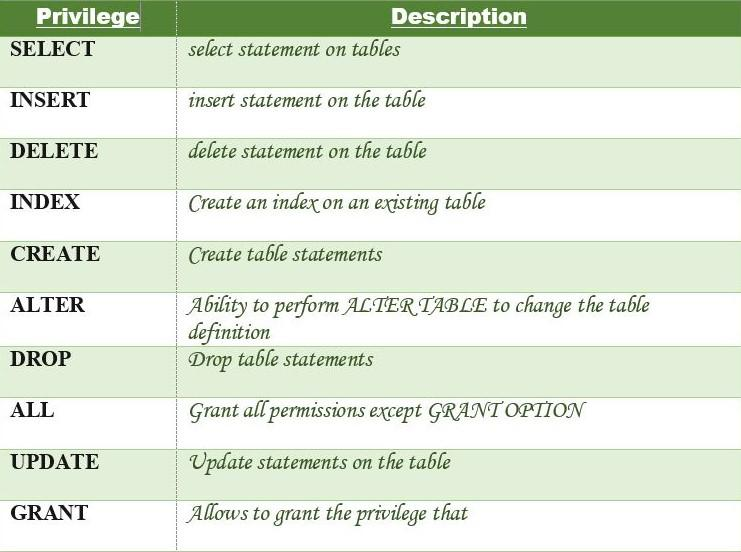 Privilege Description
SELECT select statement on tables
INSERT insert statement on the table
DELETE delete statement on the table
INDEX Create an index on an existing table
CREATE Create table statements
ALTER Ability to perform ALTER TABLE to change the table
definition
DROP Drop table statements
ALL Grant all permissions except GRANT OPTION
UPDATE Update statements on the table
GRANT Allows to grant the privilege that